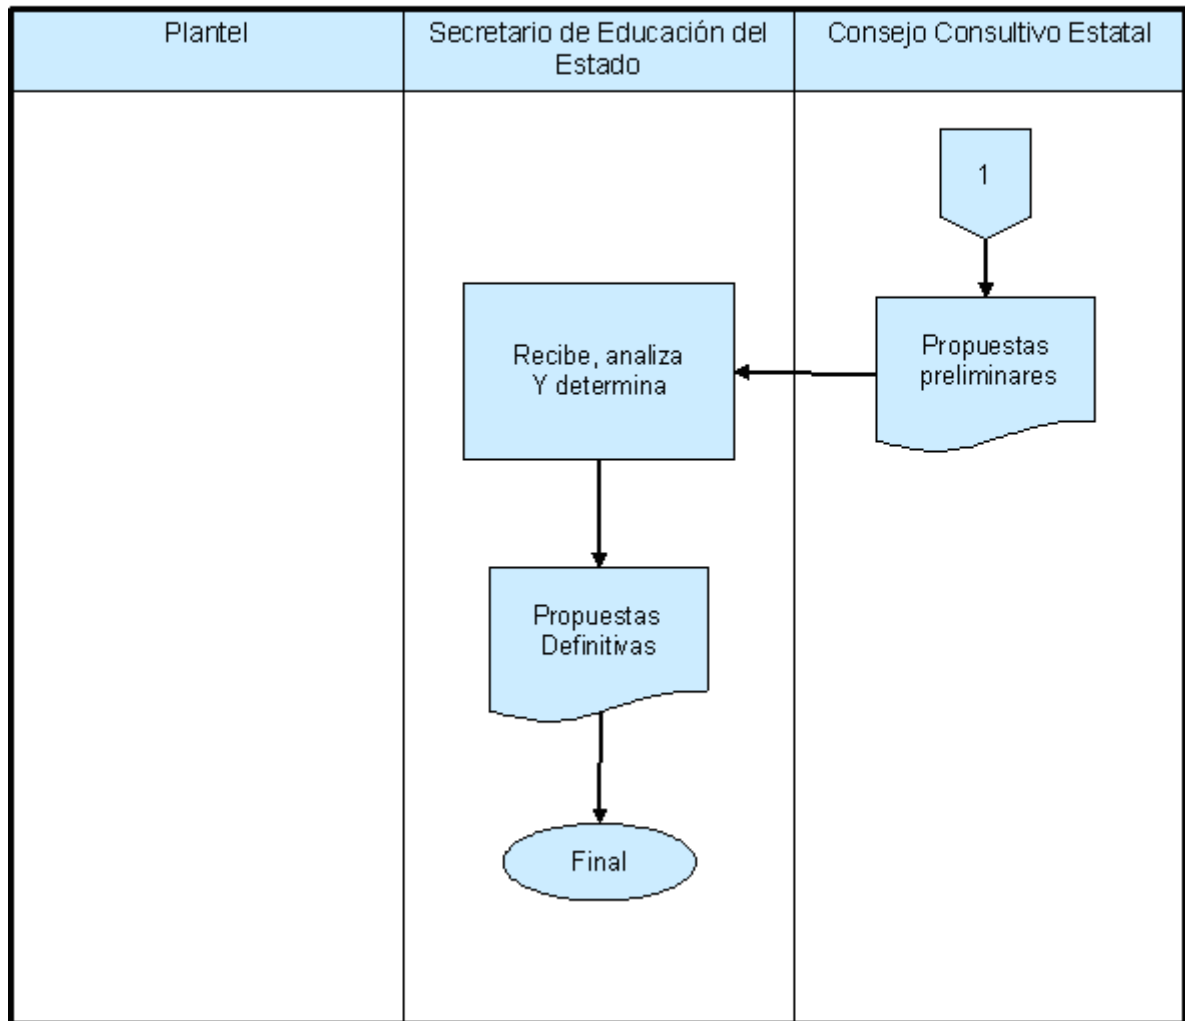 Plantel
Secretario de Educación del
Estado
Consejo Consultivo Estatal
1
Propuestas
preliminares
Recibe, analiza
Y determina
Propuestas
Definitivas
Final